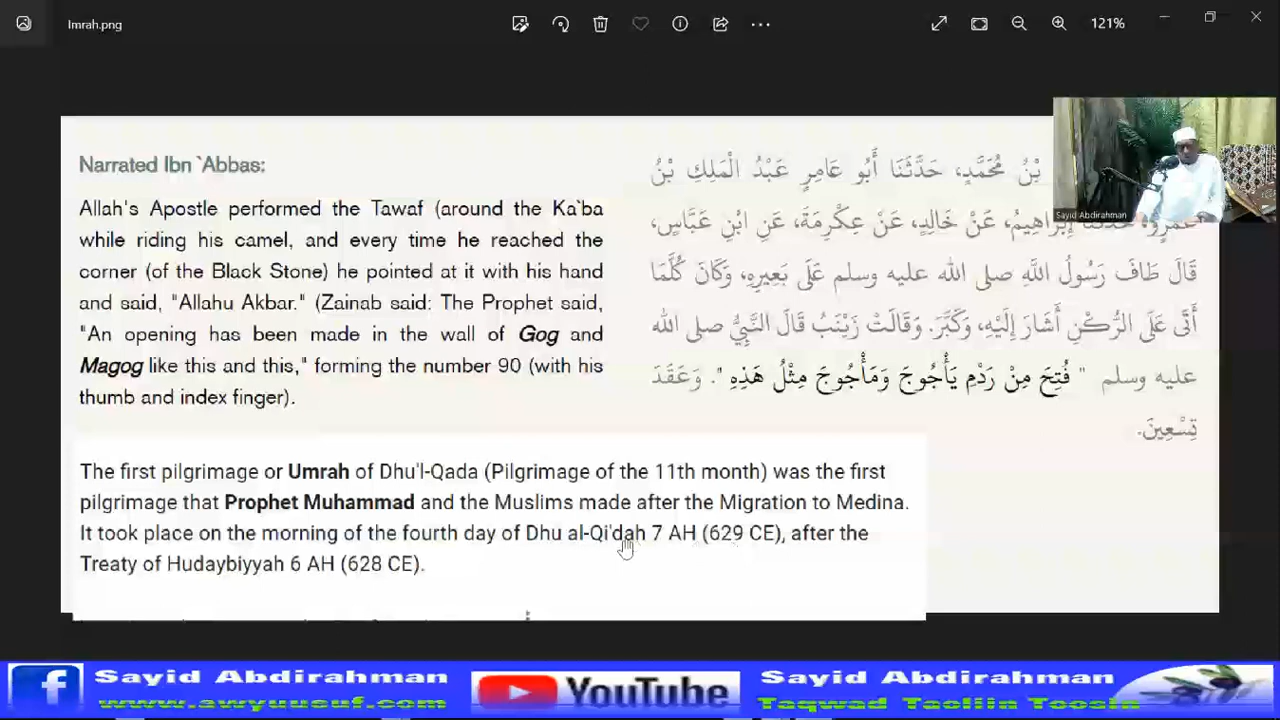 Imrah.png
121%
Narrated Ibn `Abbas:
Allah's Apostle performed the Tawaf (around the Ka`ba
while riding his camel, and every time he reached the
corner (of the Black Stone) he pointed at it with his hand
and said, "Allahu Akbar." (Zainab said: The Prophet said,
"An opening has been made in the wall of Gog and
Magog like this and this," forming the number 90 (with his
thumb and index finger).
بْنُ مُحَمَّدٍ، حَدَّثَنَا أَبُو عَامِرٍ عَبْدُ الْمَلِكِ بْنُ
عَمْرٍو، حَدَّثَنَا إِبْرَاهِيمُ، عَنْ خَالِدٍ، عَنْ عِكْرِمَةَ، عَنِ ابْنِ عَبَّاسٍ،
قَالَ طَافَ رَسُولُ اللَّهِ صلى الله عليه وسلم عَلَى بَعِيرِهِ، وَكَانَ كُلَّمَا
أَتَى عَلَى الرُّكْنِ أَشَارَ إِلَيْهِ، وَكَبَّرَ‏.‏ وَقَالَتْ زَيْنَبُ قَالَ النَّبِيُّ صلى الله
عليه وسلم ‏"‏ فُتِحَ مِنْ رَدْمِ يَأْجُوجَ وَمَأْجُوجَ مِثْلُ هَذِهِ ‏"‏‏.‏ وَعَقَدَ
تِسْعِينَ‏.‏
Sayid Abdirahman
The first pilgrimage or Umrah of Dhu'l-Qada (Pilgrimage of the 11th month) was the first
pilgrimage that Prophet Muhammad and the Muslims made after the Migration to Medina.
It took place on the morning of the fourth day of Dhu al-Qi'dah 7 AH (629 CE), after the
Treaty of Hudaybiyyah 6 AH (628 CE).
f Sayid Abdirahman
www.awyuusuf.com
YouTube
Sayid Abdirahman
Taqwad Taoliin Toosin